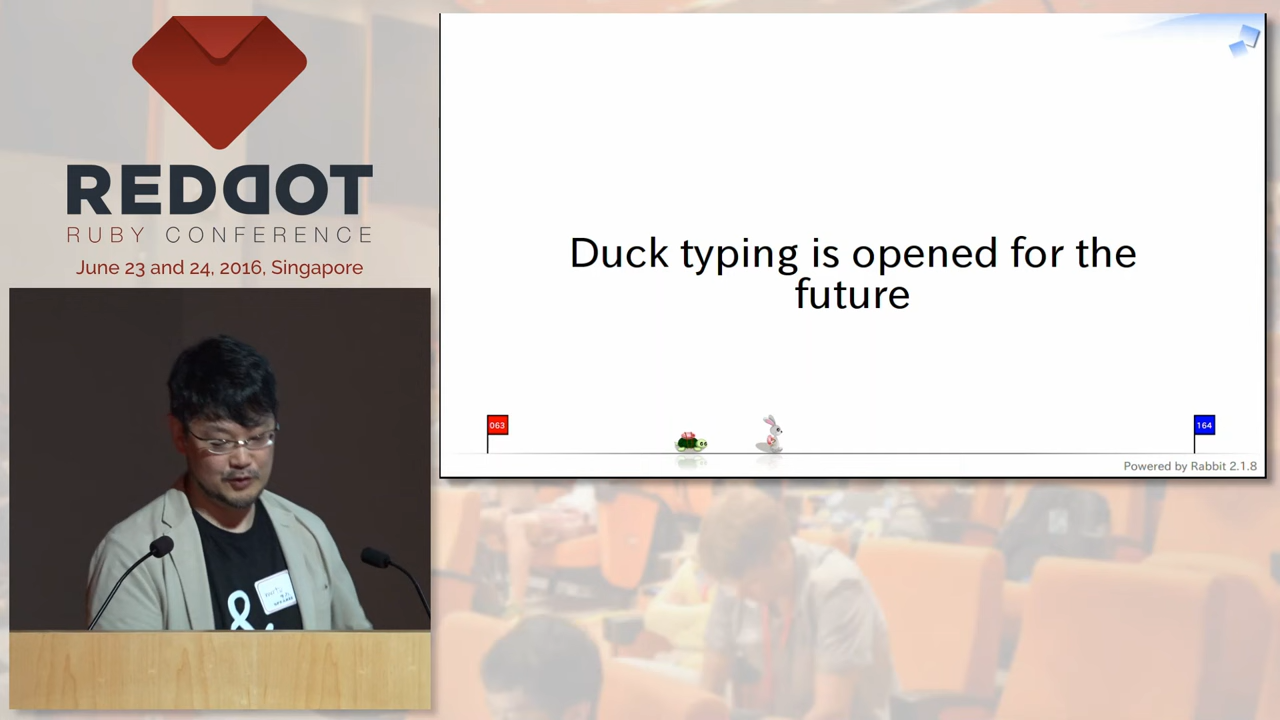 REDDOT
RUBY CONFERENCE
June 23 and 24, 2016, Singapore
Duck typing is opened for the
future
063
164
Powered by Rabbit 2.1.8